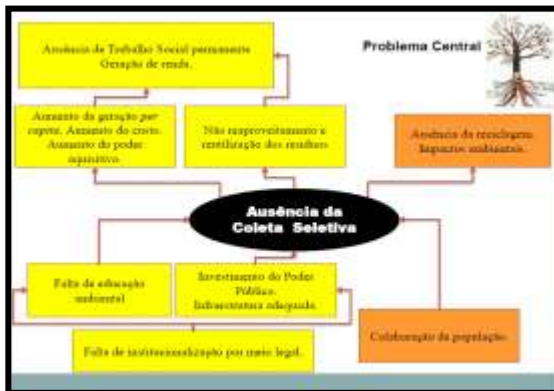 Ausência de Trabalho Social permanente
Geração de renda.
Problema Central
Aumento da geração per
capita. Aumento do custo.
Aumento do poder
aquisitivo.
Não reaproveitamento e
reutilização dos resíduos
Ausência da reciclagem.
Impactos ambientais.
Ausência da
Coleta Seletiva
Falta de educação
ambiental
Investimento do Poder
Público.
Infraestrutura adequada.
Colaboração da população.
Falta de institucionalização por meio legal.